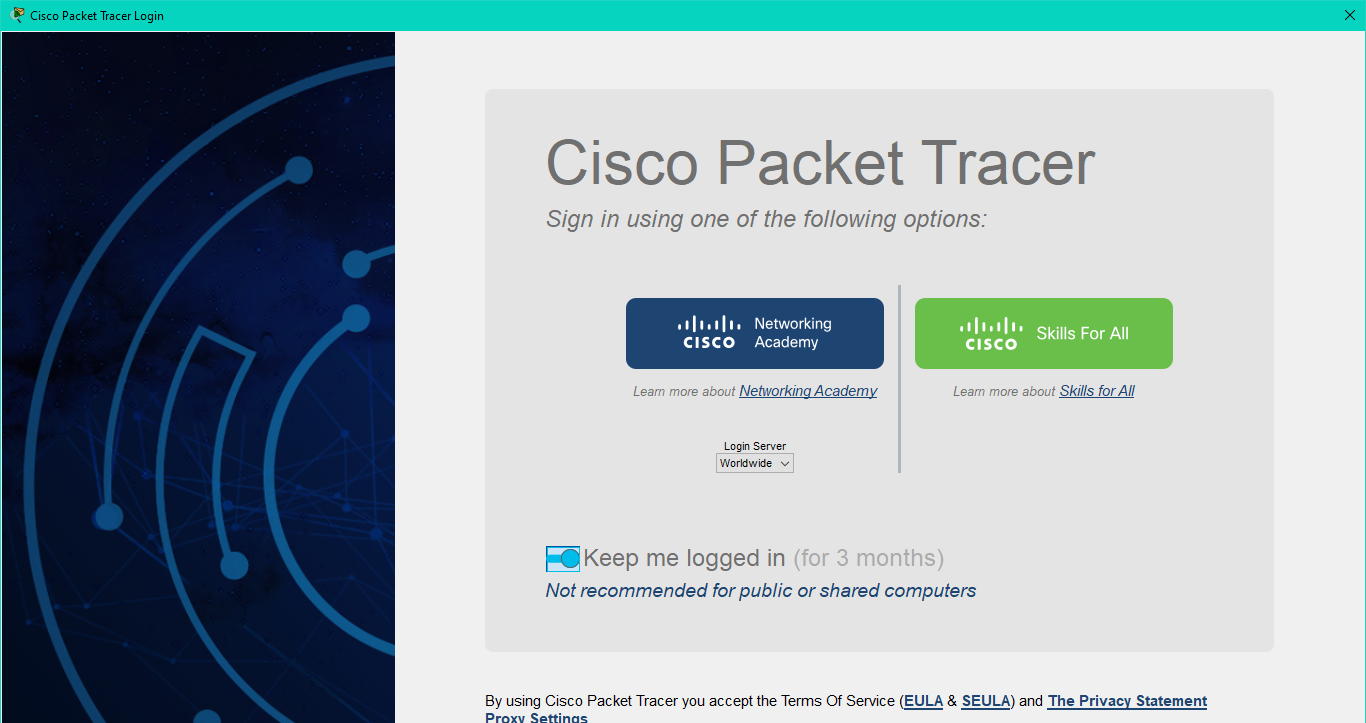 Cisco Packet Tracer Login
Cisco Packet Tracer
Sign in using one of the following options:
CISCO Networking Academy
CISCO Skills For All
Learn more about Networking Academy
Learn more about Skills for All
Login Server
Worldwide
Keep me logged in (for 3 months)
Not recommended for public or shared computers
By using Cisco Packet Tracer you accept the Terms Of Service (EULA & SEULA) and The Privacy Statement
Proxy Settings